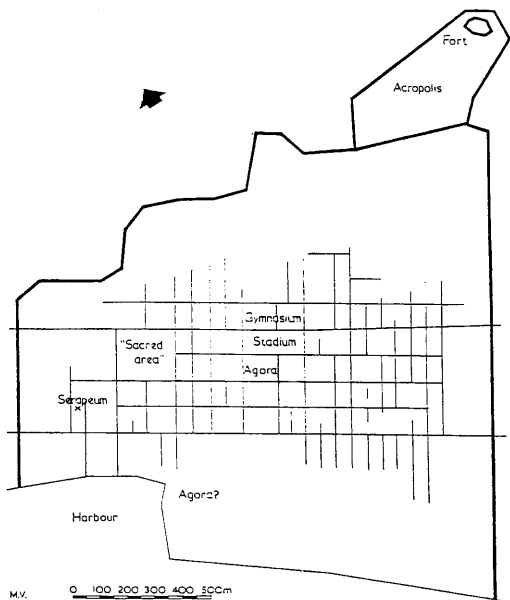 Fort
Acropolis
Gymnasium
"Sacred
area"
Stadium
Agora
Serapeum
x
Agora?
Harbour
M.V.
0 100 200 300 400 500m